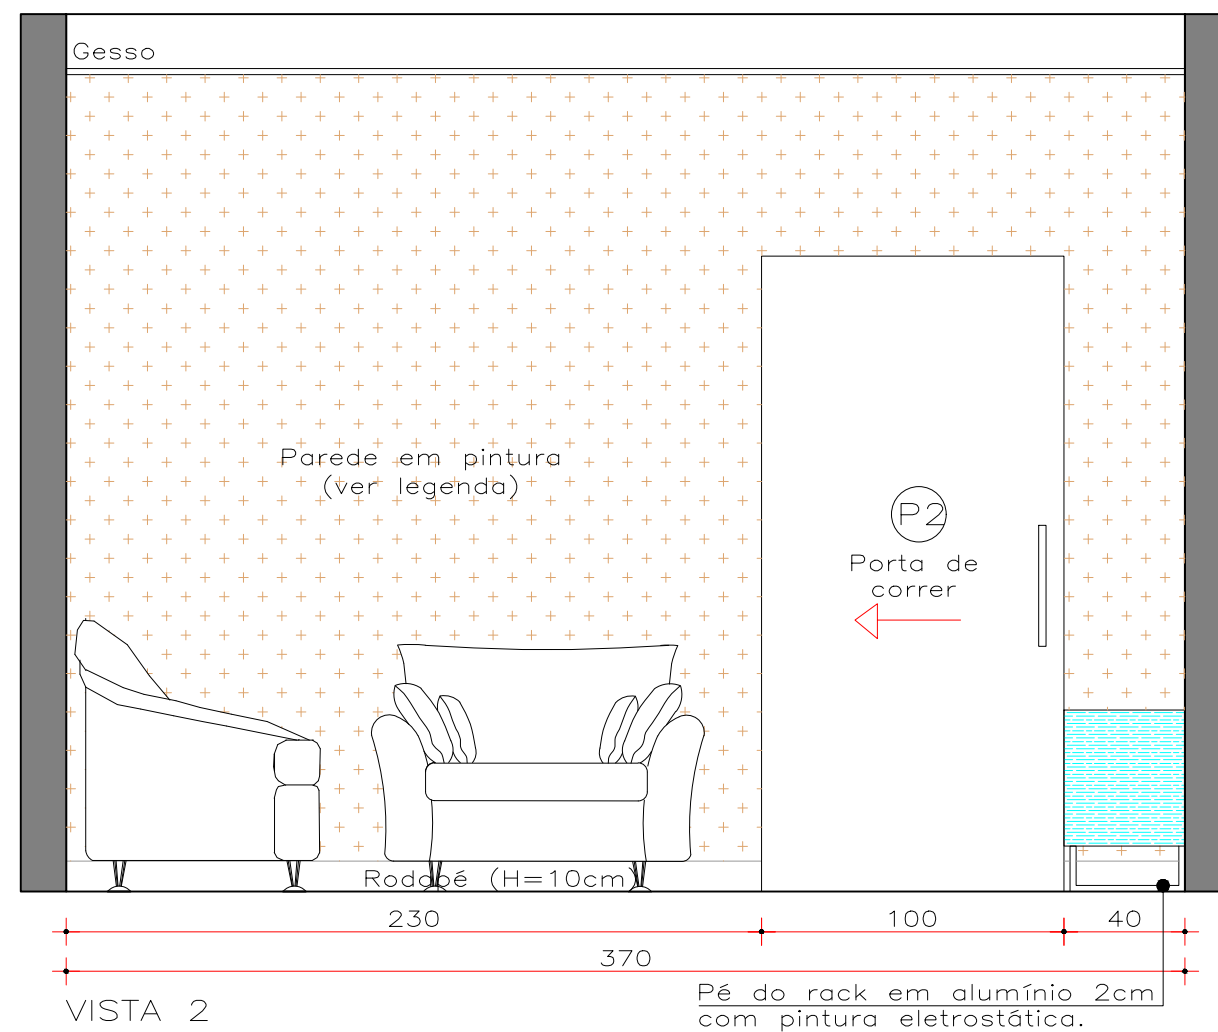 Gesso
Parede em pintura
(ver legenda)
P2
Porta de
correr
Rodapé (H=10cm)
230 100 40
370
VISTA 2
Pé do rack em alumínio 2cm
com pintura eletrostática.